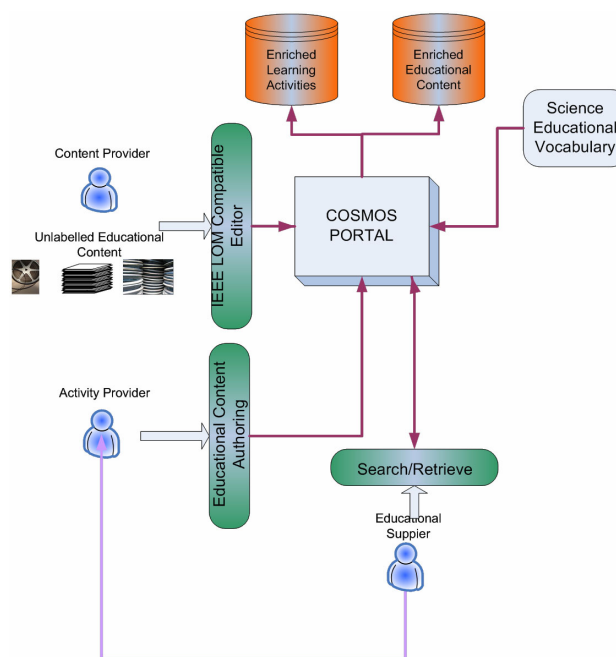 Enriched
Learning
Activities
Enriched
Educational
Content
Science
Educational
Vocabulary
Content Provider
Unlabelled Educational
Content
IEEE LOM Compatible
Editor
COSMOS
PORTAL
Activity Provider
Educational Content
Authoring
Search/Retrieve
Educational
Suppier